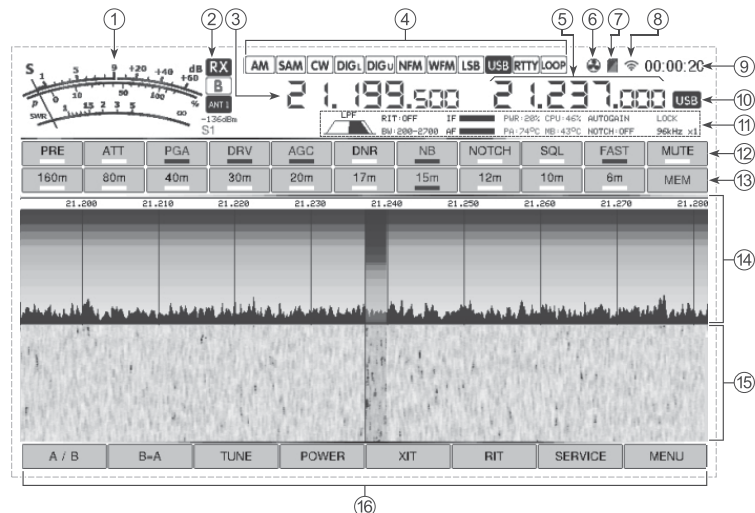 1 2 3 4 5 6 7 8
S 1 5 9 +20 +40 +60 dB RX AM SAM CW DIGL DIGU NFM WFM LSB USB RTTY LOOP 00:00:20 9
B 21.199.500 21.237.000 USB 10
P 0 10 50 100 150 % ANT 1
SWR 1 1.5 2 3 5 ∞ -136dBm LPF RIT:OFF IF PWR:20% CPU:46% AUTOGAIN LOCK 11
S1 BW:200-2700 AF PA:74°C MB:43°C NOTCH:OFF 96kHz x1
PRE ATT PGA DRV AGC DNR NB NOTCH SQL FAST MUTE 12
160m 80m 40m 30m 20m 17m 15m 12m 10m 6m MEM 13
21.200 21.210 21.220 21.230 21.240 21.250 21.260 21.270 21.280
14
15
A / B B=A TUNE POWER XIT RIT SERVICE MENU
16